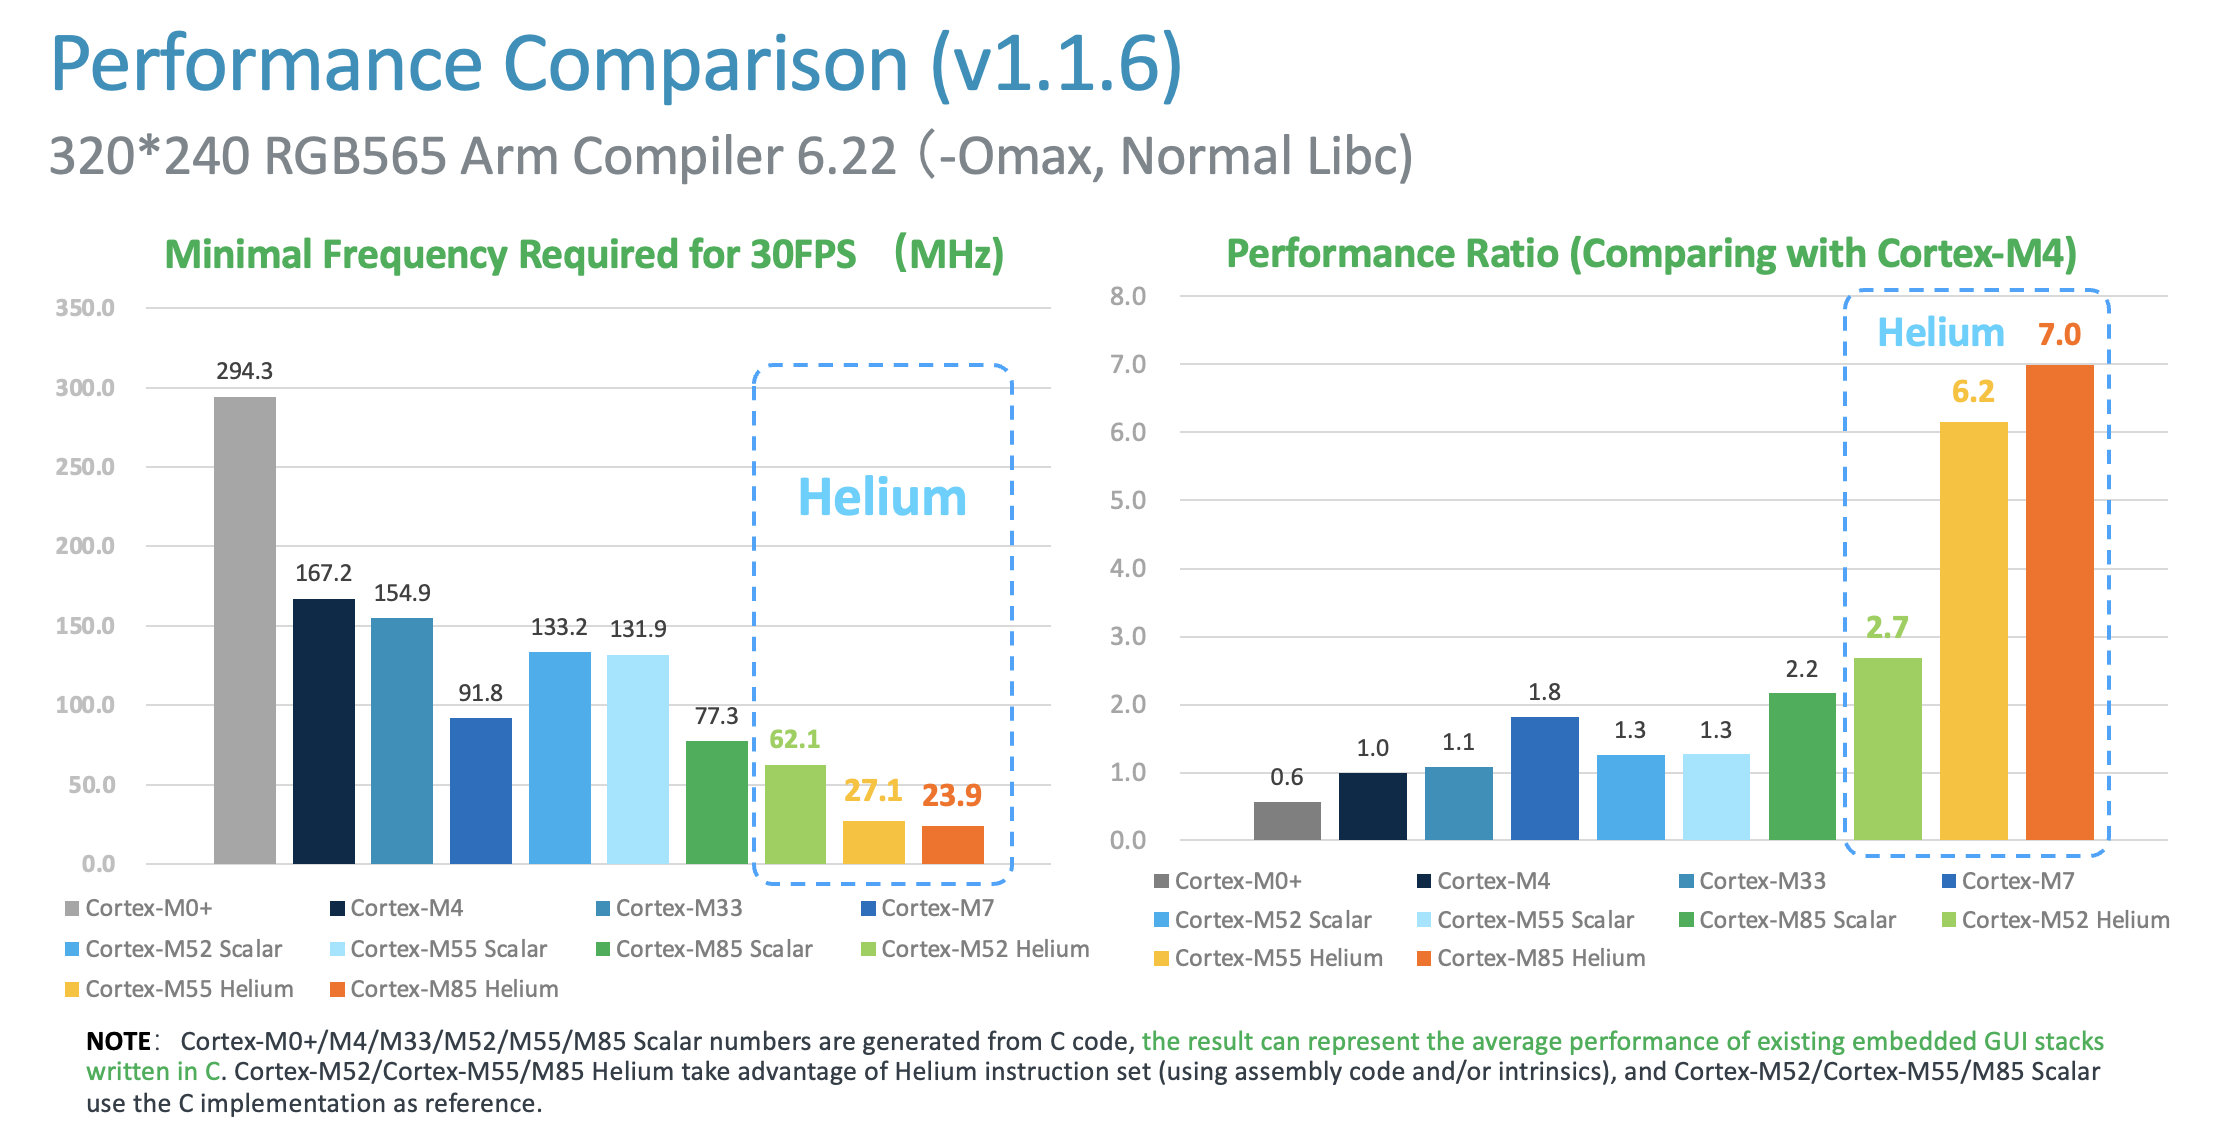 Performance Comparison (v1.1.6)
320*240 RGB565 Arm Compiler 6.22 （-Omax, Normal Libc)
Minimal Frequency Required for 30FPS （MHz)
350.0
300.0
250.0
200.0
150.0
100.0
50.0
0.0
294.3
167.2
154.9
91.8
133.2
131.9
77.3
62.1
27.1
23.9
Helium
Cortex-M0+ Cortex-M4 Cortex-M33 Cortex-M7
Cortex-M52 Scalar Cortex-M55 Scalar Cortex-M85 Scalar Cortex-M52 Helium
Cortex-M55 Helium Cortex-M85 Helium
Performance Ratio (Comparing with Cortex-M4)
8.0
7.0
6.0
5.0
4.0
3.0
2.0
1.0
0.0
0.6
1.0
1.1
1.8
1.3
1.3
2.2
2.7
6.2
7.0
Helium
Cortex-M0+ Cortex-M4 Cortex-M33 Cortex-M7
Cortex-M52 Scalar Cortex-M55 Scalar Cortex-M85 Scalar Cortex-M52 Helium
Cortex-M55 Helium Cortex-M85 Helium
NOTE： Cortex-M0+/M4/M33/M52/M55/M85 Scalar numbers are generated from C code, the result can represent the average performance of existing embedded GUI stacks
written in C. Cortex-M52/Cortex-M55/M85 Helium take advantage of Helium instruction set (using assembly code and/or intrinsics), and Cortex-M52/Cortex-M55/M85 Scalar
use the C implementation as reference.